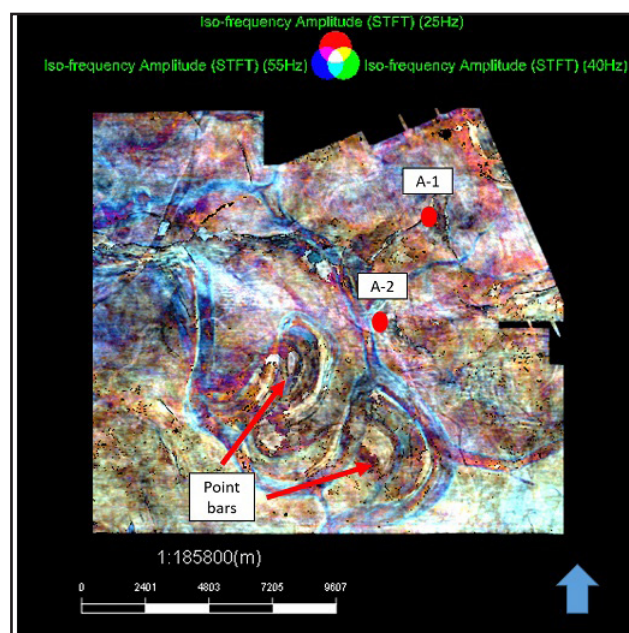 Iso-frequency Amplitude (STFT) (25Hz)
Iso-frequency Amplitude (STFT) (55Hz)
Iso-frequency Amplitude (STFT) (40Hz)
A-1
A-2
Point
bars
1:185800(m)
0 2401 4803 7205 9607